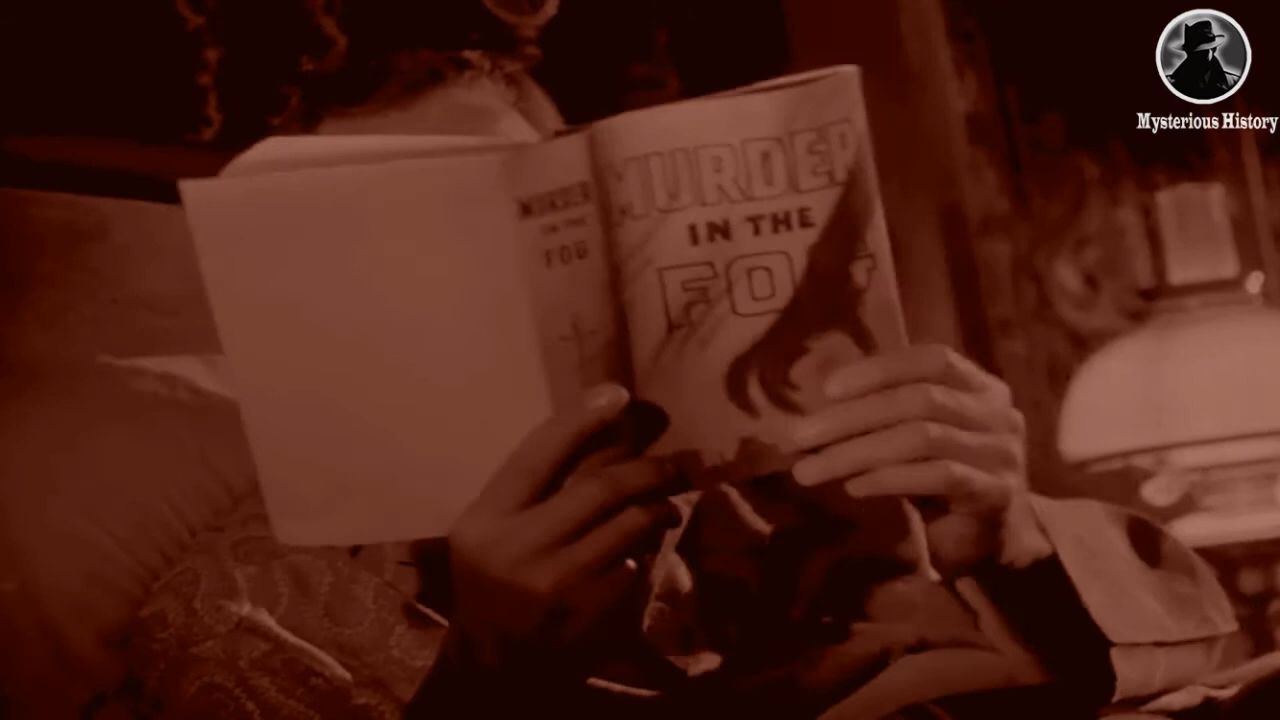 Mysterious History
MURDER
IN THE
FOG
MURDER
IN THE
FOG